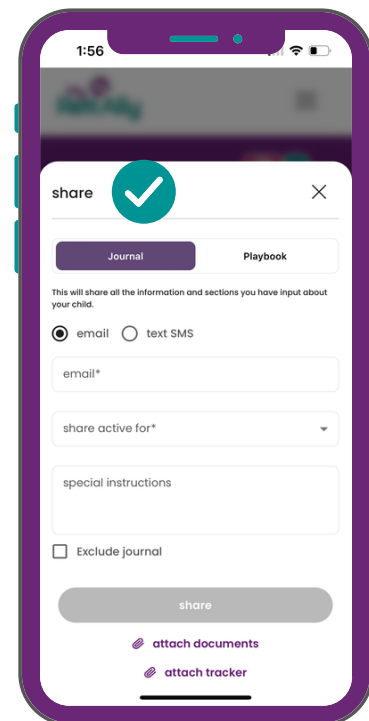 1:56
share
Journal Playbook
This will share all the information and sections you have input about
your child.
email text SMS
email*
share active for*
special instructions
Exclude journal
share
attach documents
attach tracker